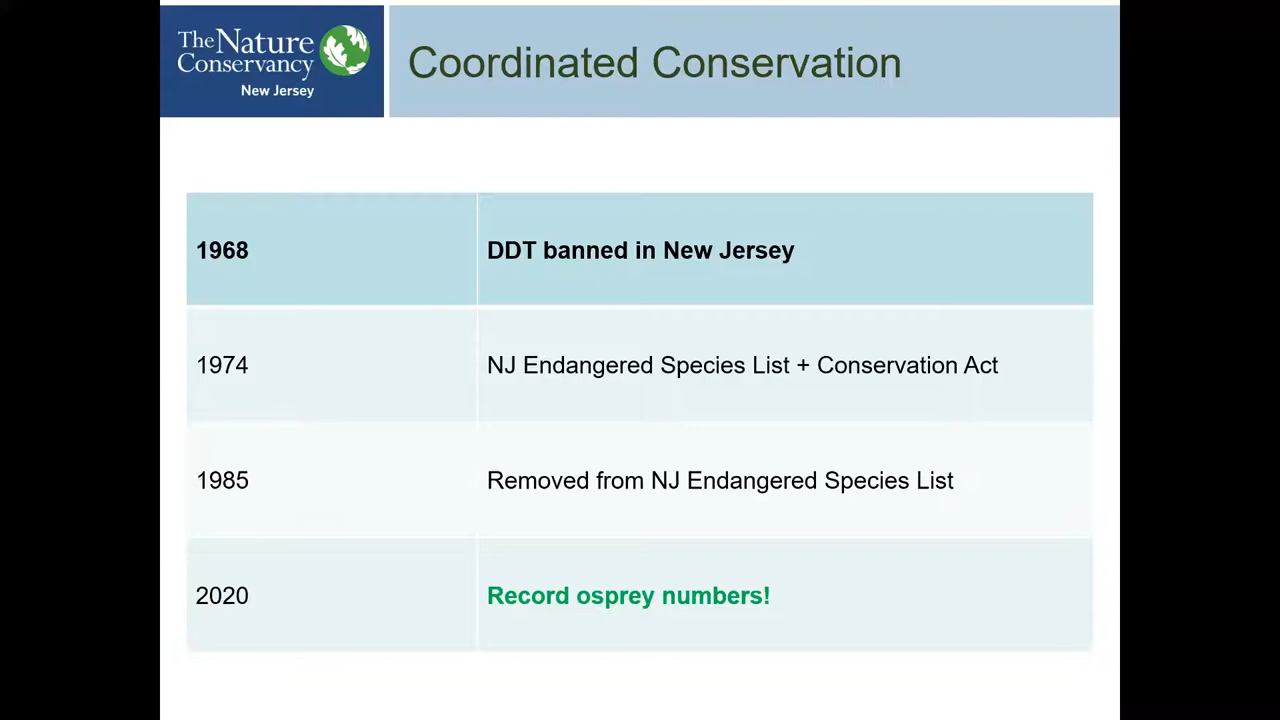 The Nature
Conservancy
New Jersey
Coordinated Conservation
1968 DDT banned in New Jersey
1974 NJ Endangered Species List + Conservation Act
1985 Removed from NJ Endangered Species List
2020 Record osprey numbers!